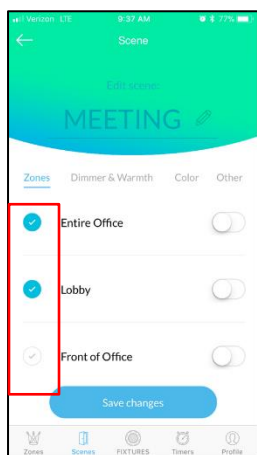 Verizon LTE 9:37 AM 77%
Scene
Edit scene:
MEETING
Zones Dimmer & Warmth Color Other
Entire Office
Lobby
Front of Office
Save changes
Zones Scenes FIXTURES Timers Profile